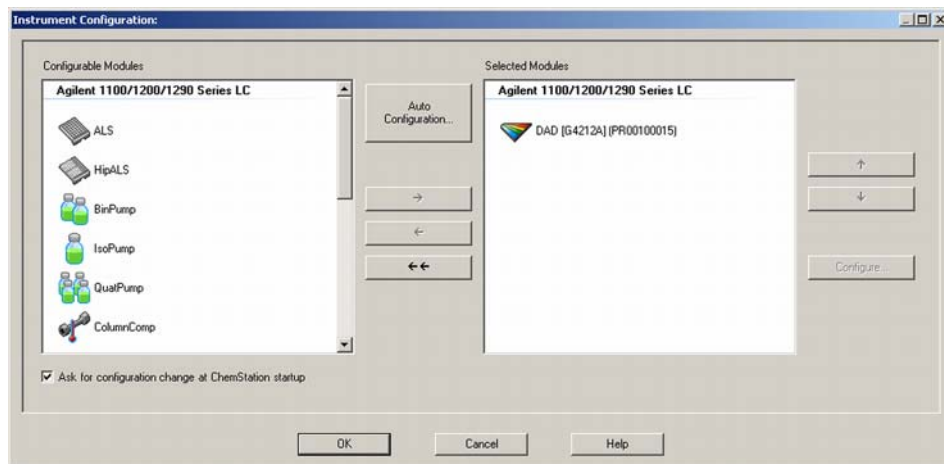 Instrument Configuration:
Configurable Modules
Agilent 1100/1200/1290 Series LC
ALS
HipALS
BinPump
IsoPump
QuatPump
ColumnComp
Auto
Configuration...
→
←
←←
Selected Modules
Agilent 1100/1200/1290 Series LC
DAD [G4212A] (PR00100015)
↑
↓
Configure...
Ask for configuration change at ChemStation startup
OK
Cancel
Help